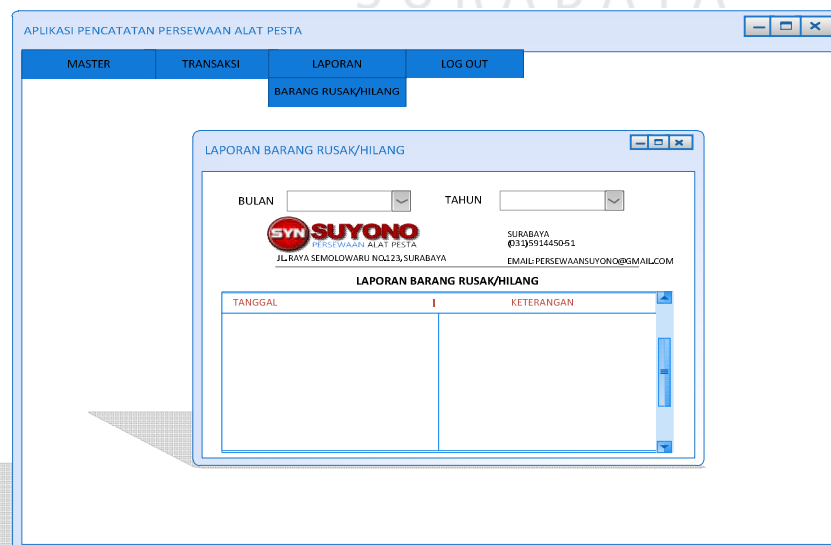 SURABAYA
APLIKASI PENCATATAN PERSEWAAN ALAT PESTA
MASTER TRANSAKSI LAPORAN LOG OUT
BARANG RUSAK/HILANG
LAPORAN BARANG RUSAK/HILANG
BULAN TAHUN
SYN SUYONO
PERSEWAAN ALAT PESTA
JL.RAYA SEMOLOWARU NO.123,SURABAYA
SURABAYA
(031)5914450-51
EMAIL:PERSEWAANSUYONO@GMAIL.COM
LAPORAN BARANG RUSAK/HILANG
TANGGAL KETERANGAN